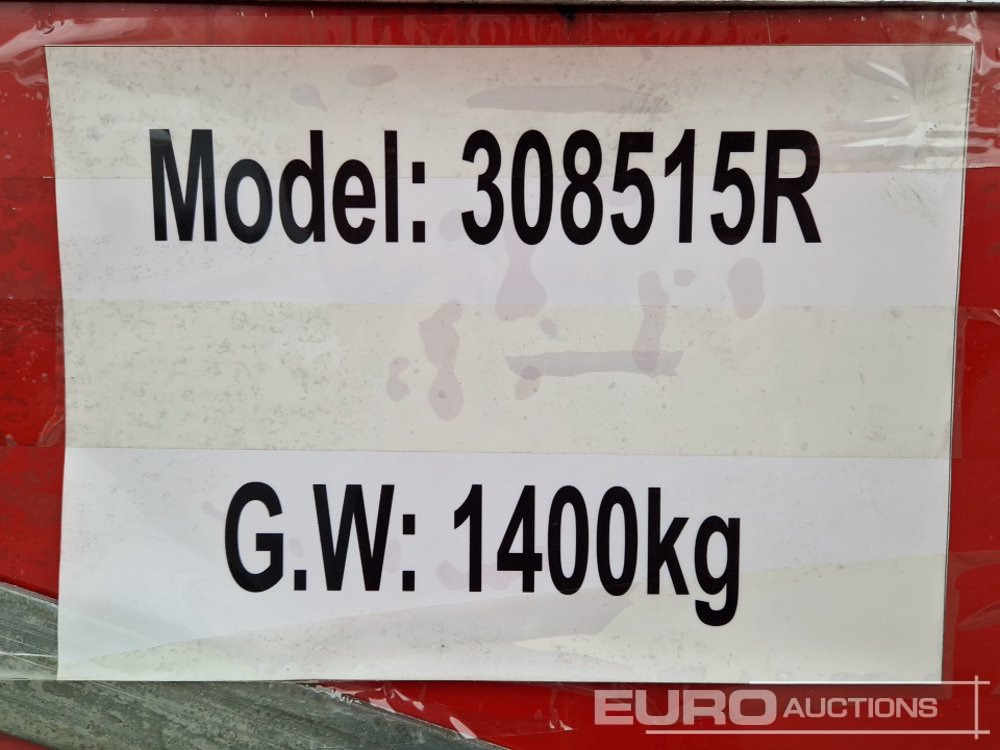 Model: 308515R
G.W: 1400kg
EURO AUCTIONS